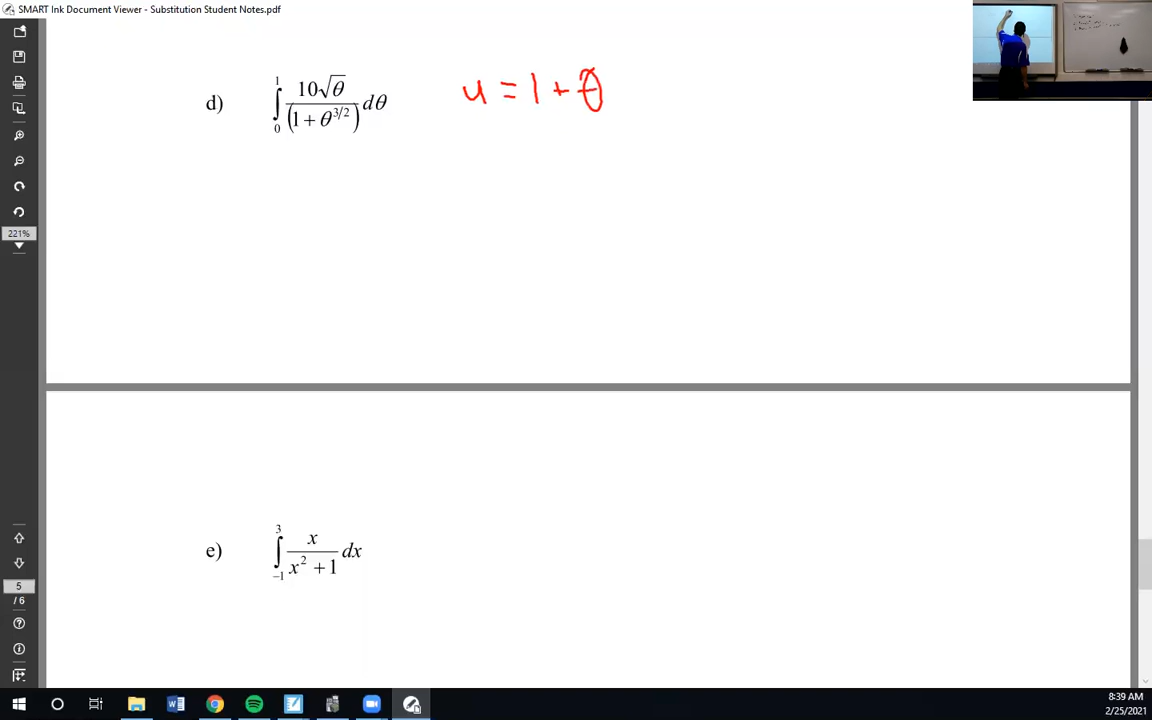 SMART Ink Document Viewer - Substitution Student Notes.pdf
d) ∫₀¹ 10√θ / (1 + θ^{3/2}) dθ
u = 1 + θ
221%
e) ∫₋₁³ x / (x² + 1) dx
5
/ 6
8:39 AM
2/25/2021